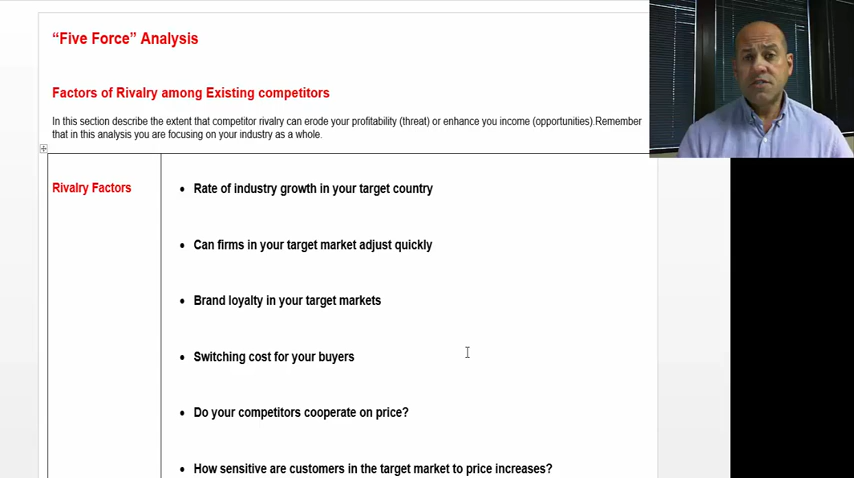 “Five Force” Analysis
Factors of Rivalry among Existing competitors
In this section describe the extent that competitor rivalry can erode your profitability (threat) or enhance you income (opportunities).Remember
that in this analysis you are focusing on your industry as a whole.
Rivalry Factors
• Rate of industry growth in your target country
• Can firms in your target market adjust quickly
• Brand loyalty in your target markets
• Switching cost for your buyers
• Do your competitors cooperate on price?
• How sensitive are customers in the target market to price increases?